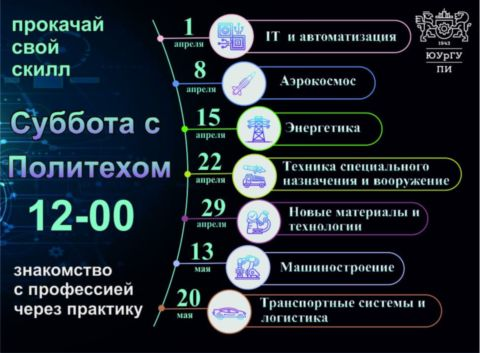 прокачай
свой
скилл
Суббота с
Политехом
12-00
знакомство
с профессией
через практику
1
апреля
IT и автоматизация
8
апреля
Аэрокосмос
15
апреля
Энергетика
22
апреля
Техника специального
назначения и вооружение
29
апреля
Новые материалы и
технологии
13
мая
Машиностроение
20
мая
Транспортные системы и
логистика
1943
ЮУрГУ
ПИ